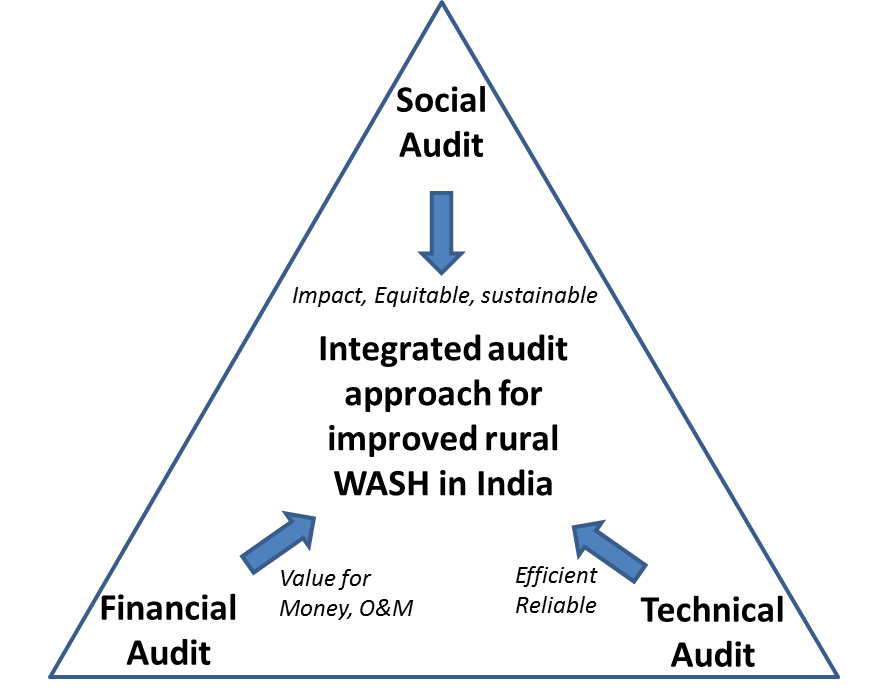 Social
Audit
Impact, Equitable, sustainable
Integrated audit
approach for
improved rural
WASH in India
Value for
Money, O&M
Efficient
Reliable
Financial
Audit
Technical
Audit